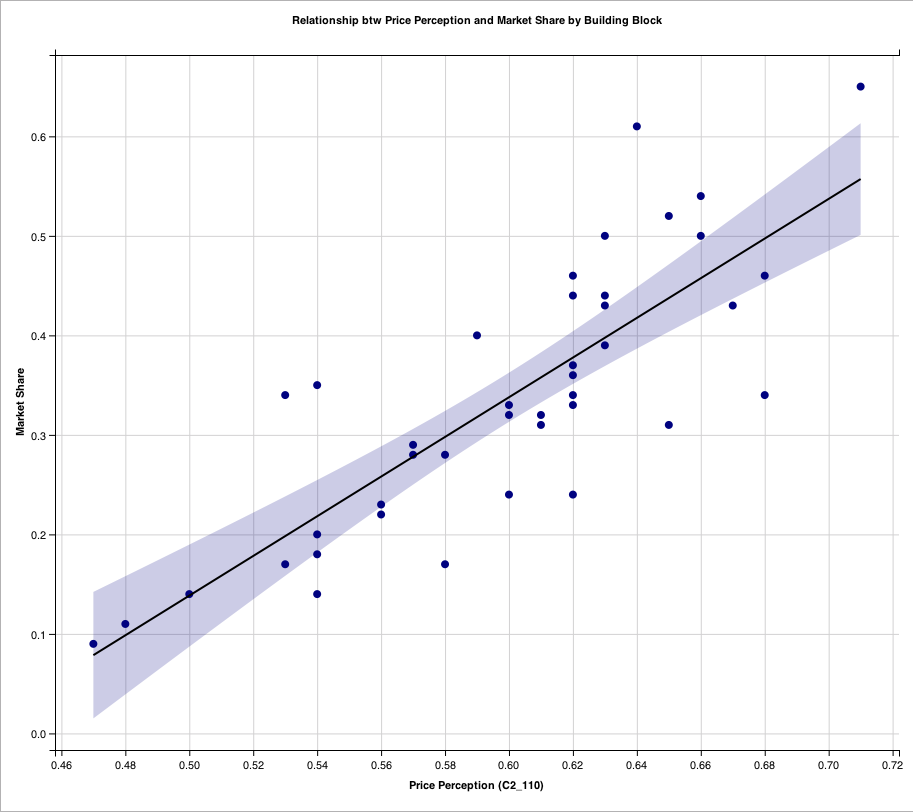 Relationship btw Price Perception and Market Share by Building Block
0.6
0.5
0.4
0.3
0.2
0.1
0.0
Market Share
0.46 0.48 0.50 0.52 0.54 0.56 0.58 0.60 0.62 0.64 0.66 0.68 0.70 0.72
Price Perception (C2_110)